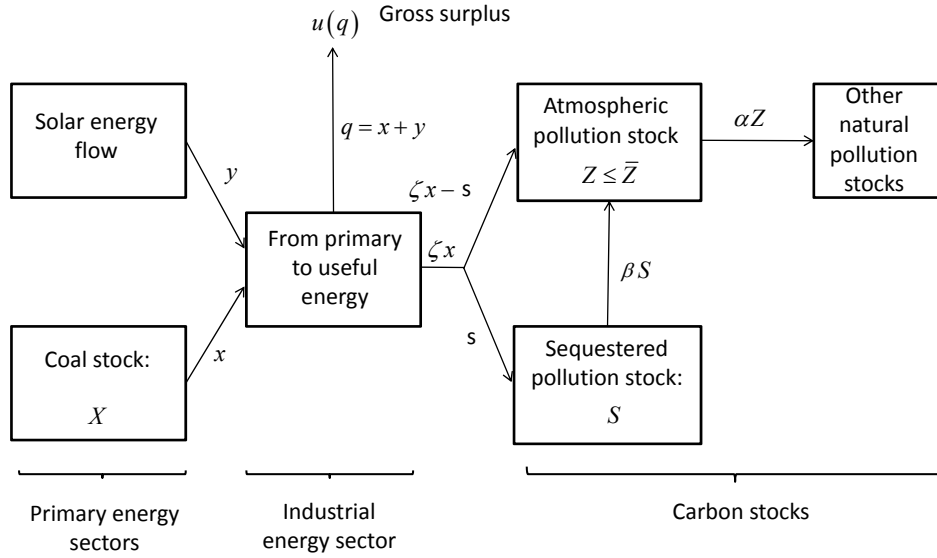 u(q)
Gross surplus
Solar energy
flow
y
q = x + y
ζx − s
Atmospheric
pollution stock
Z ≤ Z̄
αZ
Other
natural
pollution
stocks
From primary
to useful
energy
ζx
βS
Coal stock:
X
x
s
Sequestered
pollution stock:
S
Primary energy
sectors
Industrial
energy sector
Carbon stocks